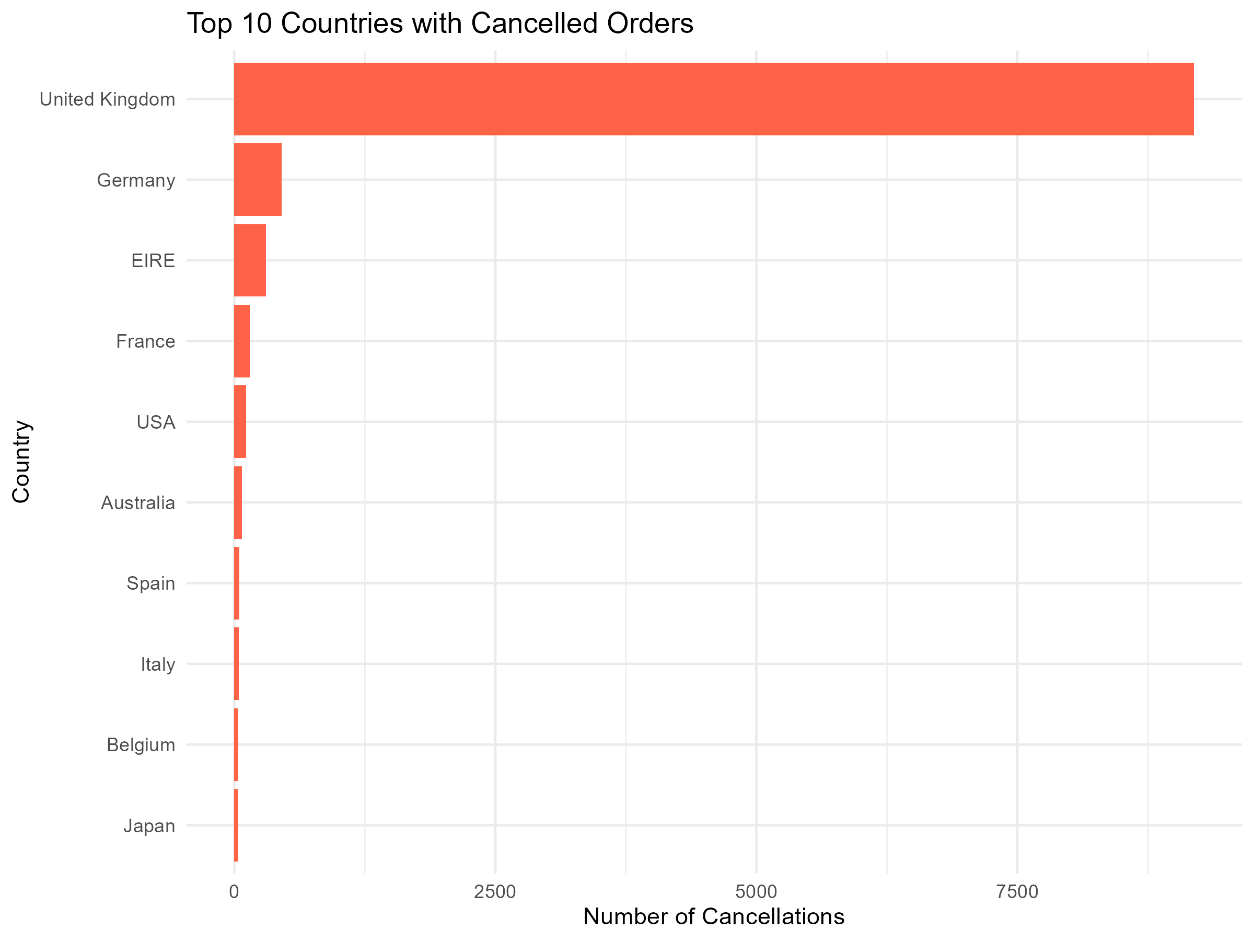 Top 10 Countries with Cancelled Orders
United Kingdom
Germany
EIRE
France
USA
Australia
Spain
Italy
Belgium
Japan
Country
0 2500 5000 7500
Number of Cancellations